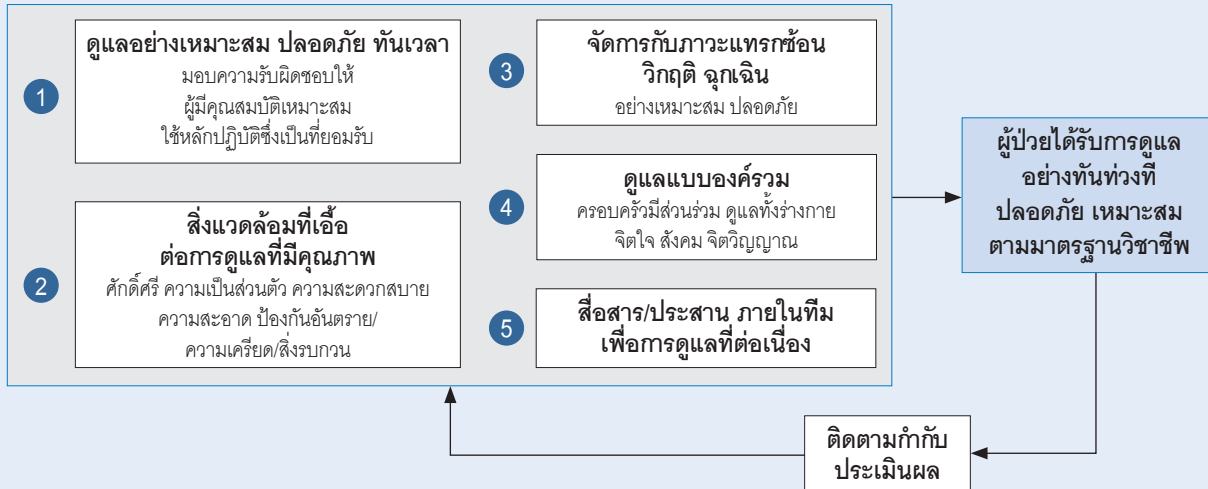 1
ดูแลอย่างเหมาะสม ปลอดภัย ทันเวลา
มอบความรับผิดชอบให้
ผู้มีคุณสมบัติเหมาะสม
ใช้หลักปฏิบัติซึ่งเป็นที่ยอมรับ
2
สิ่งแวดล้อมที่เอื้อ
ต่อการดูแลที่มีคุณภาพ
ศักดิ์ศรี ความเป็นส่วนตัว ความสะดวกสบาย
ความสะอาด ป้องกันอันตราย/
ความเครียด/สิ่งรบกวน
3
จัดการกับภาวะแทรกซ้อน
วิกฤติ ฉุกเฉิน
อย่างเหมาะสม ปลอดภัย
4
ดูแลแบบองค์รวม
ครอบครัวมีส่วนร่วม ดูแลทั้งร่างกาย
จิตใจ สังคม จิตวิญญาณ
5
สื่อสาร/ประสาน ภายในทีม
เพื่อการดูแลที่ต่อเนื่อง
ผู้ป่วยได้รับการดูแล
อย่างทันท่วงที
ปลอดภัย เหมาะสม
ตามมาตรฐานวิชาชีพ
ติดตามกำกับ
ประเมินผล